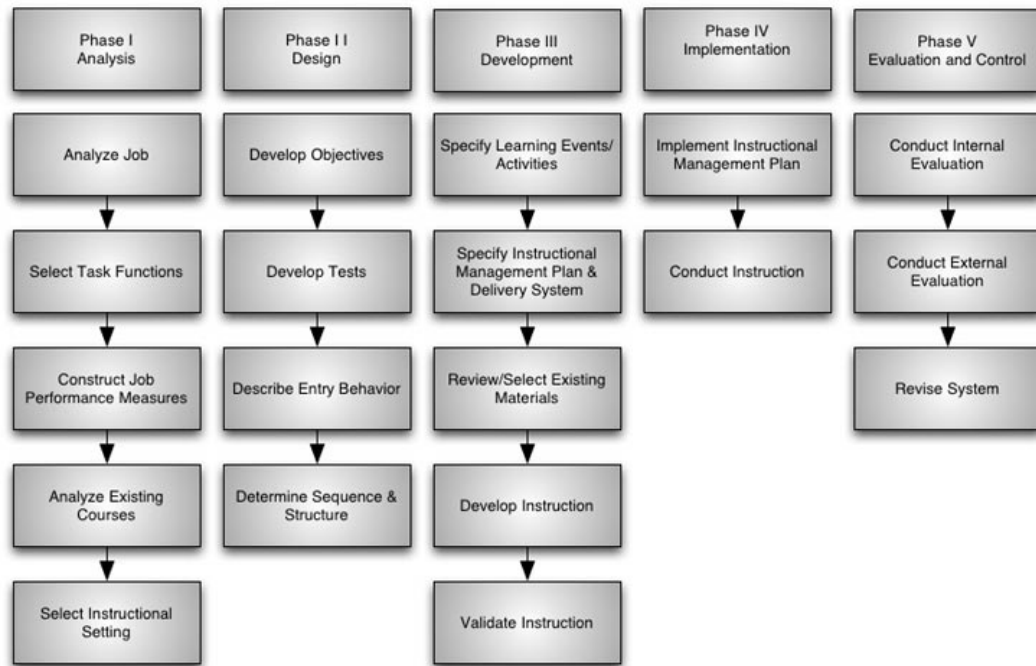 Phase I
Analysis
Phase I I
Design
Phase III
Development
Phase IV
Implementation
Phase V
Evaluation and Control
Analyze Job
Develop Objectives
Specify Learning Events/
Activities
Implement Instructional
Management Plan
Conduct Internal
Evaluation
Select Task Functions
Develop Tests
Specify Instructional
Management Plan &
Delivery System
Conduct Instruction
Conduct External
Evaluation
Construct Job
Performance Measures
Describe Entry Behavior
Review/Select Existing
Materials
Revise System
Analyze Existing
Courses
Determine Sequence &
Structure
Develop Instruction
Select Instructional
Setting
Validate Instruction